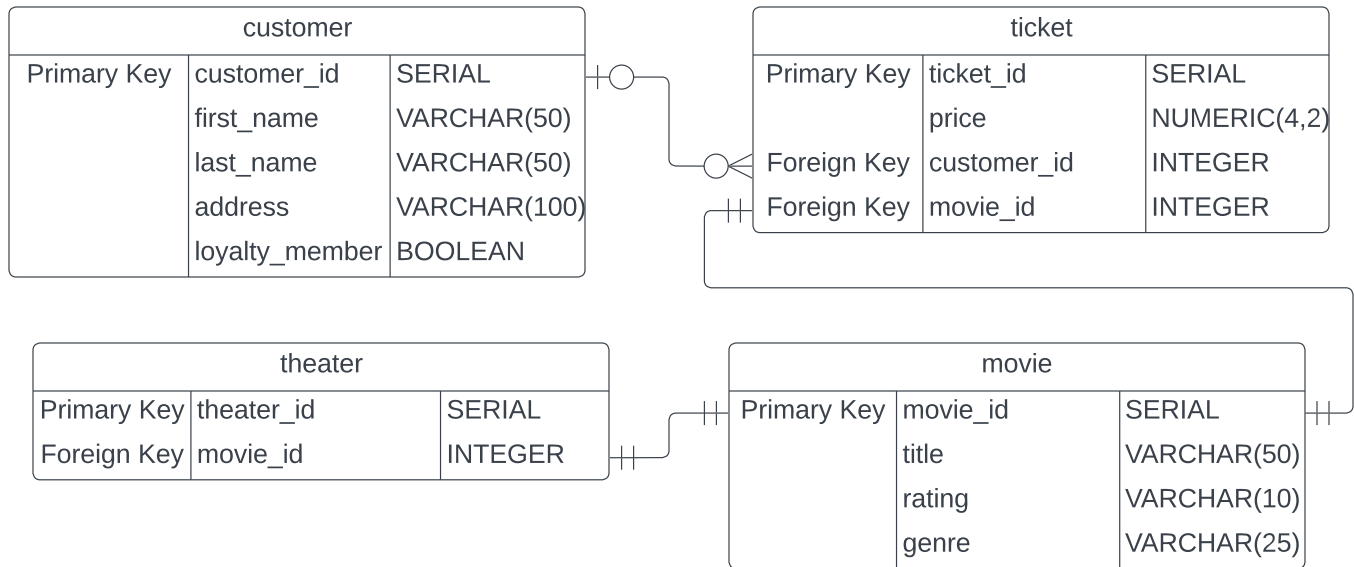 customer
Primary Key customer_id SERIAL
first_name VARCHAR(50)
last_name VARCHAR(50)
address VARCHAR(100)
loyalty_member BOOLEAN
ticket
Primary Key ticket_id SERIAL
price NUMERIC(4,2)
Foreign Key customer_id INTEGER
Foreign Key movie_id INTEGER
theater
Primary Key theater_id SERIAL
Foreign Key movie_id INTEGER
movie
Primary Key movie_id SERIAL
title VARCHAR(50)
rating VARCHAR(10)
genre VARCHAR(25)